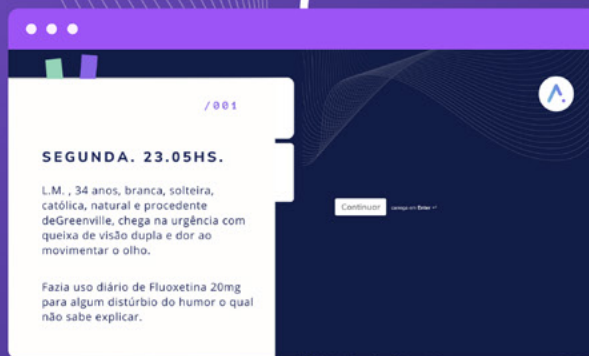 /001
SEGUNDA. 23.05HS.
L.M. , 34 anos, branca, solteira,
católica, natural e procedente
deGreenville, chega na urgência com
queixa de visão dupla e dor ao
movimentar o olho.
Fazia uso diário de Fluoxetina 20mg
para algum distúrbio do humor o qual
não sabe explicar.
Continuar
Enter ↵